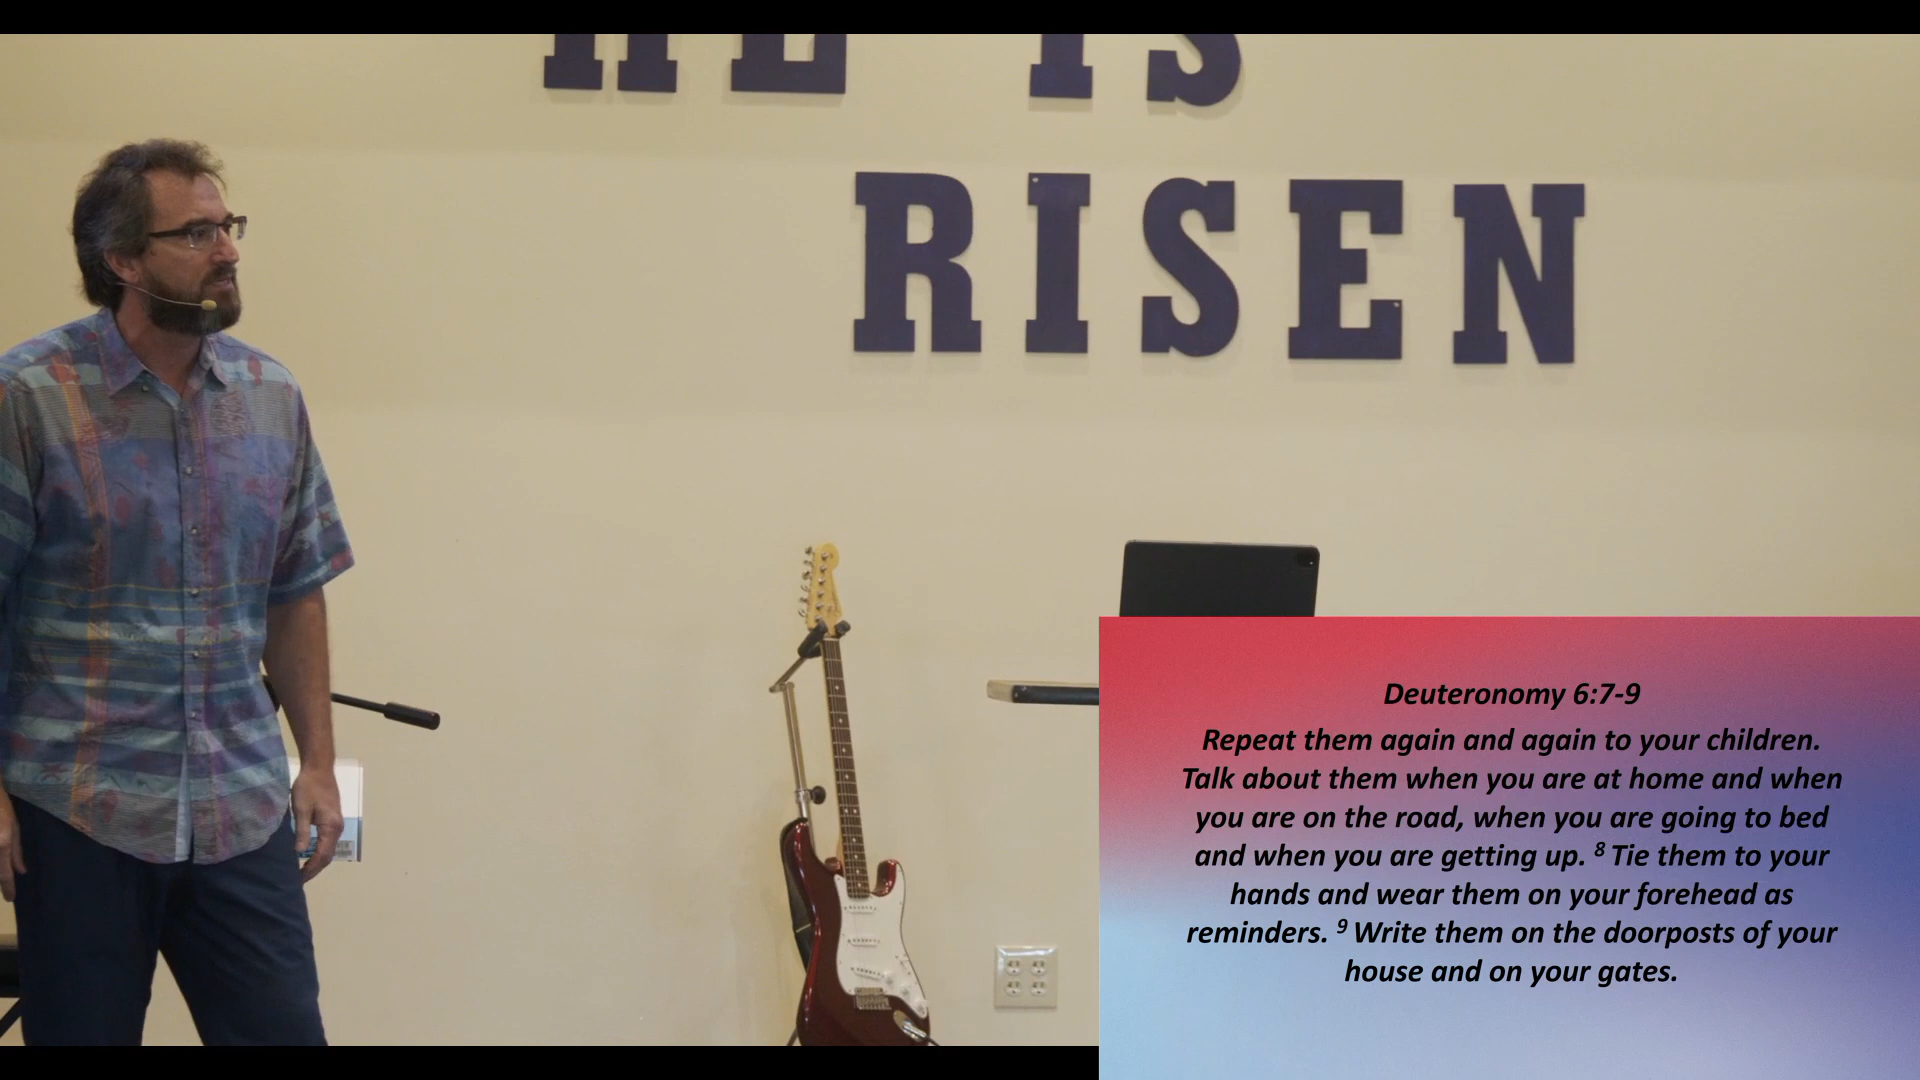 HE IS
RISEN
Deuteronomy 6:7-9
Repeat them again and again to your children.
Talk about them when you are at home and when
you are on the road, when you are going to bed
and when you are getting up. 8 Tie them to your
hands and wear them on your forehead as
reminders. 9 Write them on the doorposts of your
house and on your gates.